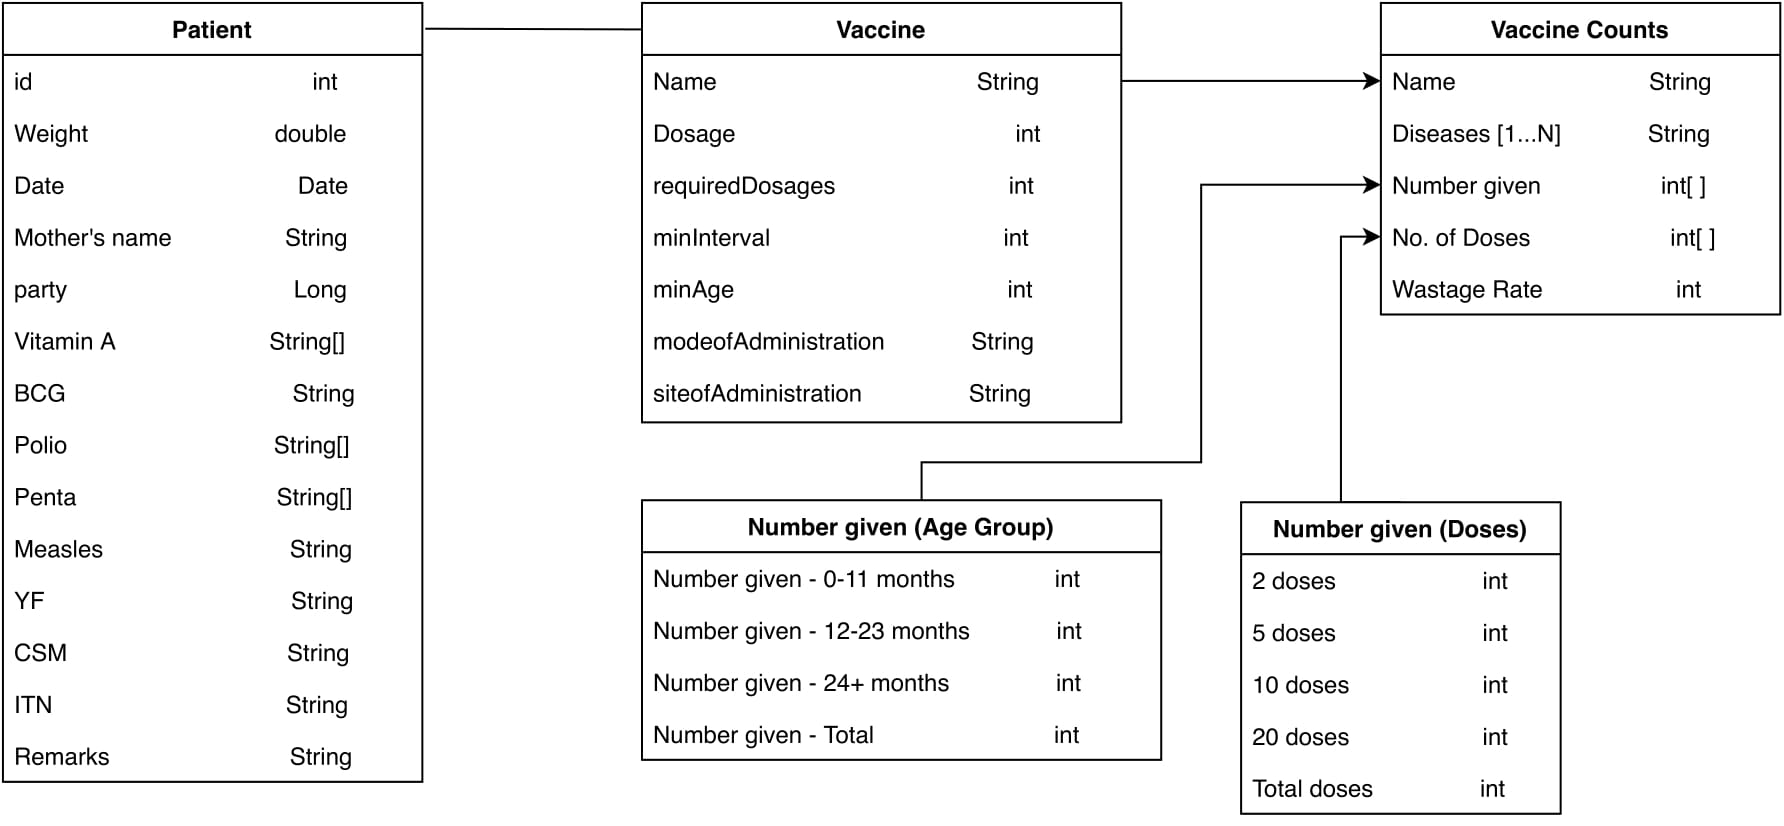 Patient
id int
Weight double
Date Date
Mother's name String
party Long
Vitamin A String[]
BCG String
Polio String[]
Penta String[]
Measles String
YF String
CSM String
ITN String
Remarks String
Vaccine
Name String
Dosage int
requiredDosages int
minInterval int
minAge int
modeofAdministration String
siteofAdministration String
Vaccine Counts
Name String
Diseases [1...N] String
Number given int[ ]
No. of Doses int[ ]
Wastage Rate int
Number given (Age Group)
Number given - 0-11 months int
Number given - 12-23 months int
Number given - 24+ months int
Number given - Total int
Number given (Doses)
2 doses int
5 doses int
10 doses int
20 doses int
Total doses int